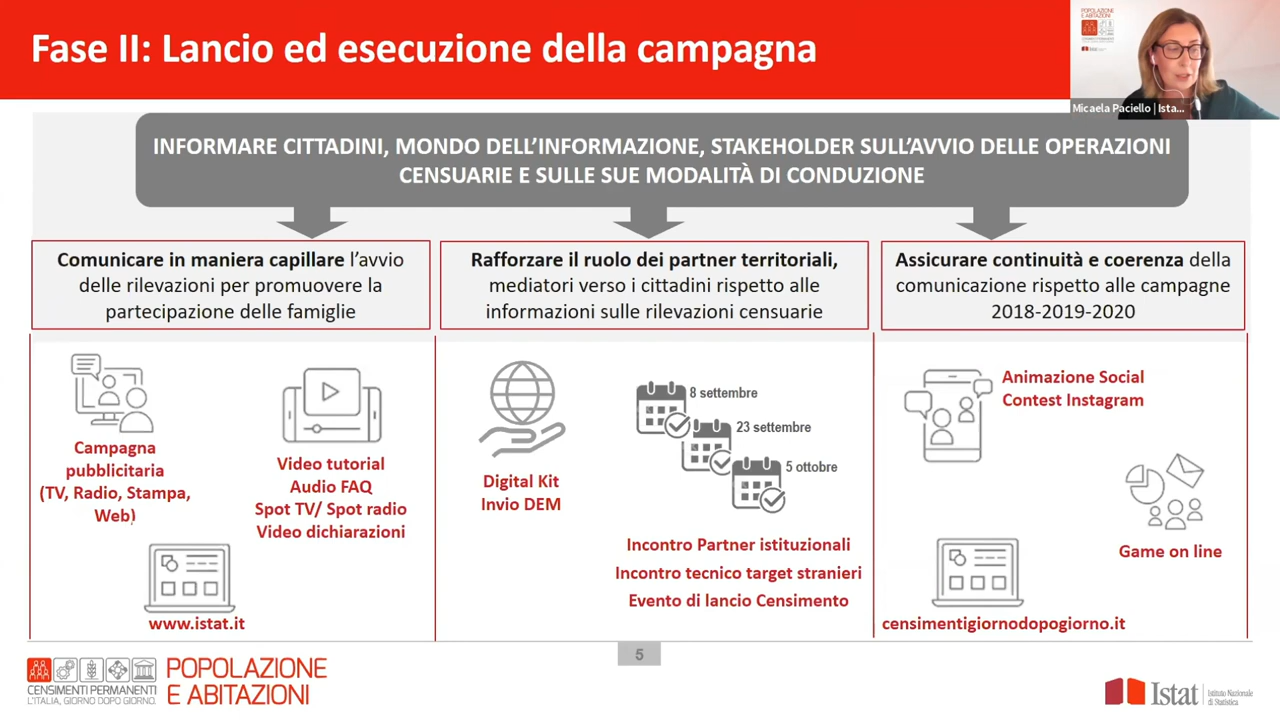 Fase II: Lancio ed esecuzione della campagna
POPOLAZIONE
E ABITAZIONI
Micaela Paciello | Ista...
INFORMARE CITTADINI, MONDO DELL'INFORMAZIONE, STAKEHOLDER SULL'AVVIO DELLE OPERAZIONI
CENSUARIE E SULLE SUE MODALITÀ DI CONDUZIONE
Comunicare in maniera capillare l'avvio
delle rilevazioni per promuovere la
partecipazione delle famiglie
Rafforzare il ruolo dei partner territoriali,
mediatori verso i cittadini rispetto alle
informazioni sulle rilevazioni censuarie
Assicurare continuità e coerenza della
comunicazione rispetto alle campagne
2018-2019-2020
Campagna
pubblicitaria
(TV, Radio, Stampa,
Web)
Video tutorial
Audio FAQ
Spot TV/ Spot radio
Video dichiarazioni
www.istat.it
Digital Kit
Invio DEM
8 settembre
23 settembre
5 ottobre
Incontro Partner istituzionali
Incontro tecnico target stranieri
Evento di lancio Censimento
Animazione Social
Contest Instagram
Game on line
censimentigiornodopogiorno.it
5
CENSIMENTI PERMANENTI
L'ITALIA, GIORNO DOPO GIORNO.
POPOLAZIONE
E ABITAZIONI
Istat
Istituto Nazionale
di Statistica